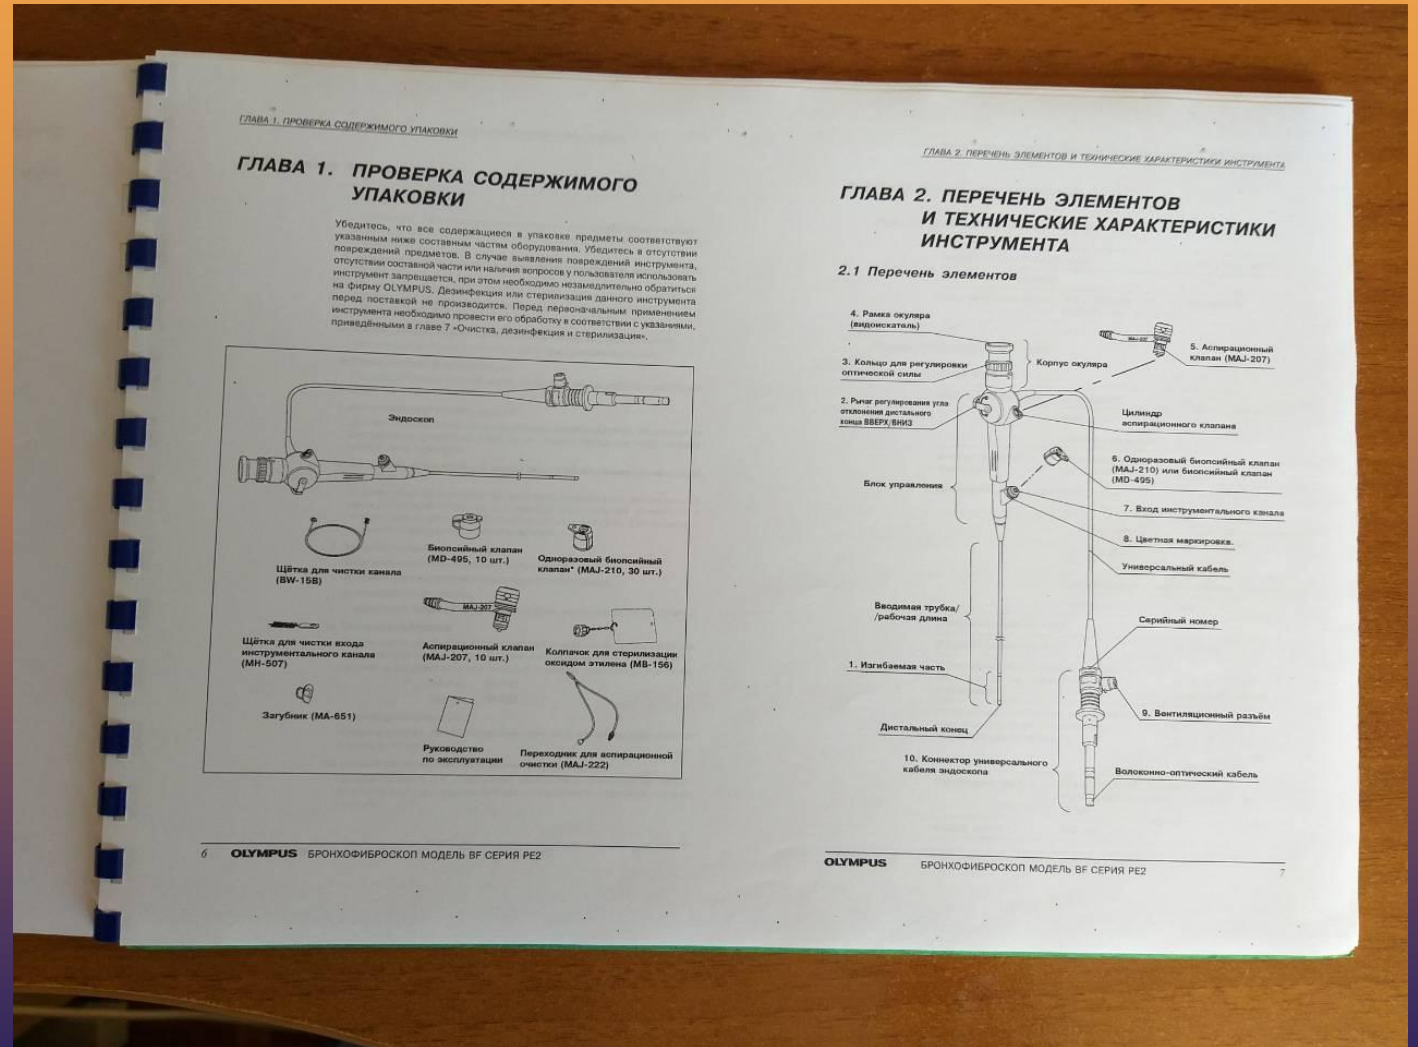 ГЛАВА 1. ПРОВЕРКА СОДЕРЖИМОГО УПАКОВКИ
ГЛАВА 1. ПРОВЕРКА СОДЕРЖИМОГО
УПАКОВКИ
Убедитесь, что все содержащиеся в упаковке предметы соответствуют
указанным ниже составным частям оборудования. Убедитесь в отсутствии
повреждений предметов. В случае выявления повреждений инструмента,
отсутствии составной части или наличия вопросов у пользователя использовать
инструмент запрещается, при этом необходимо незамедлительно обратиться
на фирму OLYMPUS. Дезинфекция или стерилизация данного инструмента
перед поставкой не производится. Перед первоначальным применением
инструмента необходимо провести его обработку в соответствии с указаниями,
приведёнными в главе 7 «Очистка, дезинфекция и стерилизация».
Эндоскоп
Щётка для чистки канала
(BW-15B)
Биопсийный клапан
(MD-495, 10 шт.)
Одноразовый биопсийный
клапан* (MAJ-210, 30 шт.)
Щётка для чистки входа
инструментального канала
(MH-507)
MAJ-207
Аспирационный клапан
(MAJ-207, 10 шт.)
Колпачок для стерилизации
оксидом этилена (MB-156)
Загубник (MA-651)
Руководство
по эксплуатации
Переходник для аспирационной
очистки (MAJ-222)
6 OLYMPUS БРОНХОФИБРОСКОП МОДЕЛЬ BF СЕРИЯ PE2
ГЛАВА 2. ПЕРЕЧЕНЬ ЭЛЕМЕНТОВ И ТЕХНИЧЕСКИЕ ХАРАКТЕРИСТИКИ ИНСТРУМЕНТА
ГЛАВА 2. ПЕРЕЧЕНЬ ЭЛЕМЕНТОВ
И ТЕХНИЧЕСКИЕ ХАРАКТЕРИСТИКИ
ИНСТРУМЕНТА
2.1 Перечень элементов
4. Рамка окуляра
(видоискатель)
3. Кольцо для регулировки
оптической силы
2. Рычаг регулирования угла
отклонения дистального
конца ВВЕРХ/ВНИЗ
Корпус окуляра
MAJ-207
5. Аспирационный
клапан (MAJ-207)
Цилиндр
аспирационного клапана
6. Одноразовый биопсийный клапан
(MAJ-210) или биопсийный клапан
(MD-495)
Блок управления
7. Вход инструментального канала
8. Цветная маркировка.
Универсальный кабель
Вводимая трубка/
/рабочая длина
Серийный номер
1. Изгибаемая часть
9. Вентиляционный разъём
Дистальный конец
10. Коннектор универсального
кабеля эндоскопа
Волоконно-оптический кабель
OLYMPUS БРОНХОФИБРОСКОП МОДЕЛЬ BF СЕРИЯ PE2 7